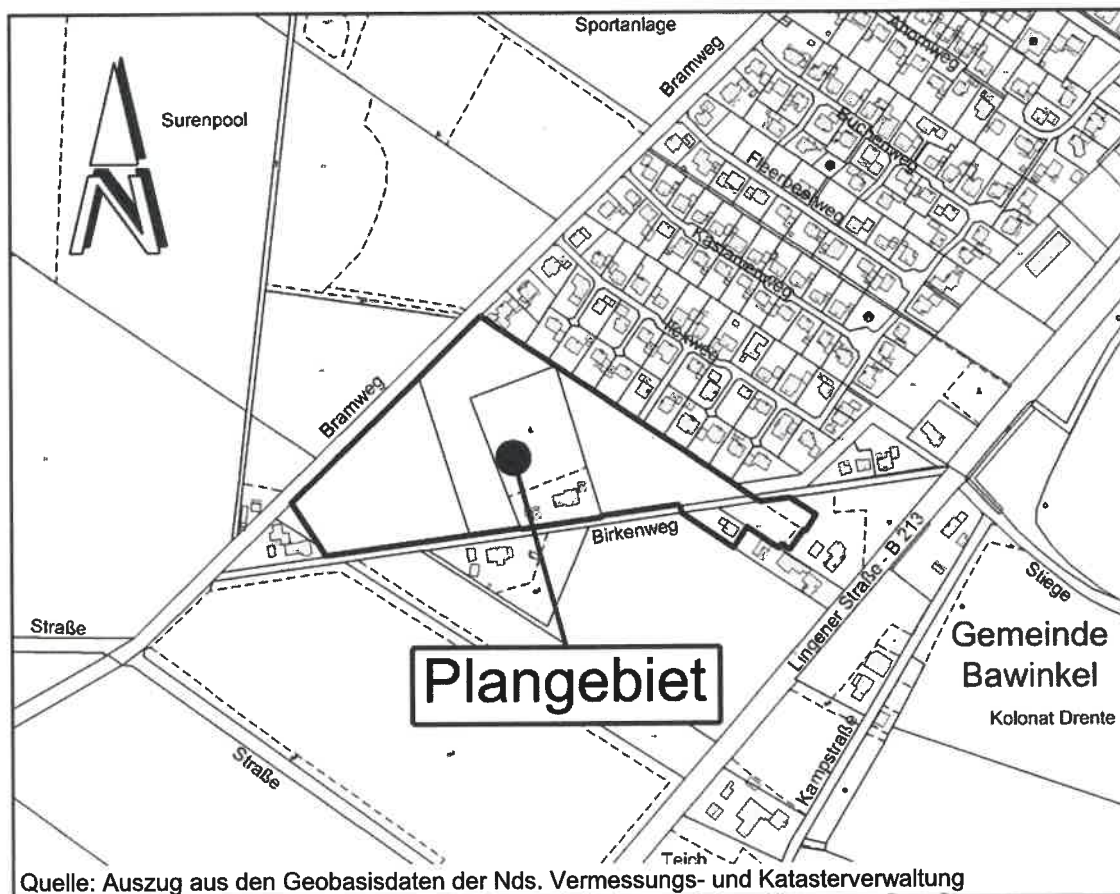 Sportanlage
Ahornweg
Bramweg
Surenpool
Buchenweg
N
Kastanienweg
Bramweg
Birkenweg
Lingener Straße - B 213
Stiege
Straße
Gemeinde
Bawinkel
Plangebiet
Kolonat Drente
Kampstraße
Straße
Teich
Quelle: Auszug aus den Geobasisdaten der Nds. Vermessungs- und Katasterverwaltung